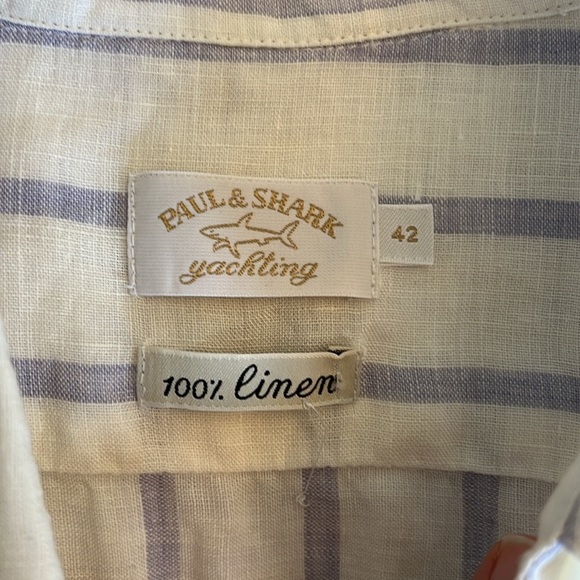 PAUL & SHARK
yachting
42
100% linen